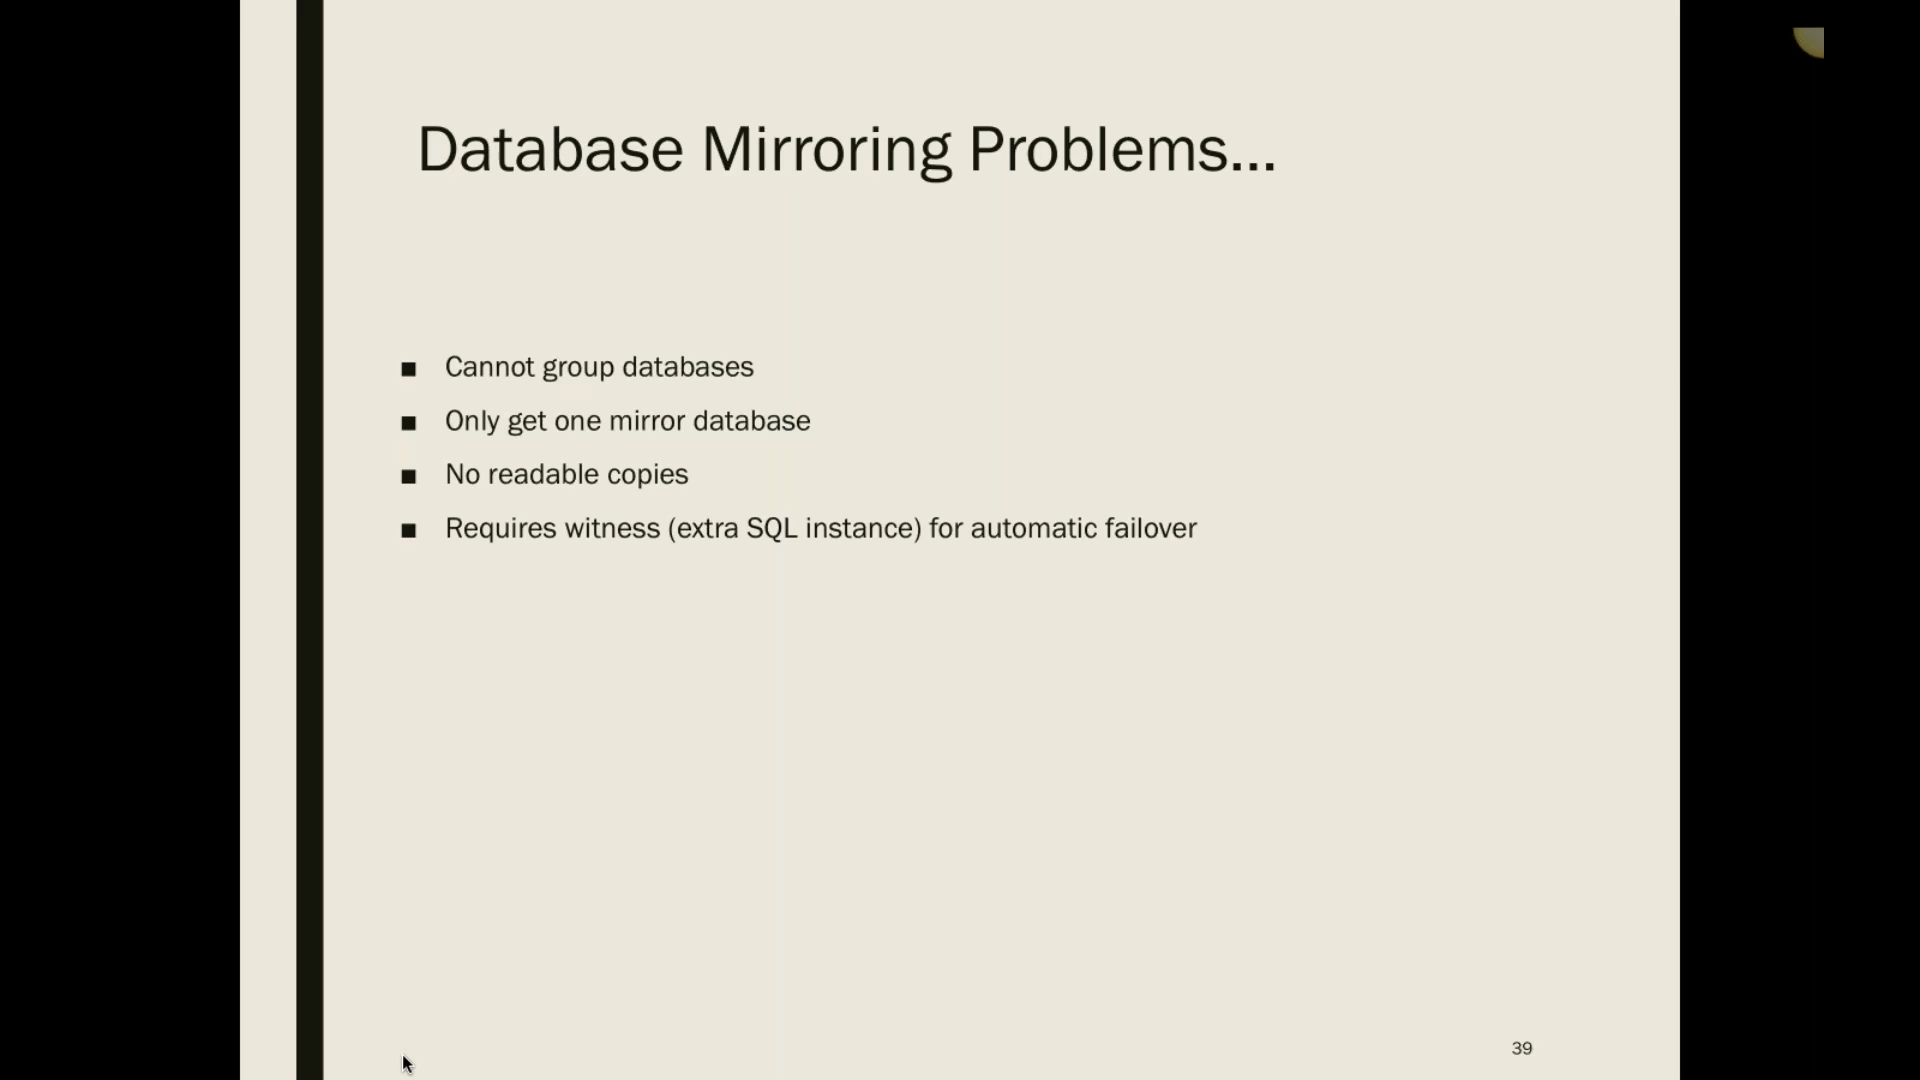 Database Mirroring Problems...
■ Cannot group databases
■ Only get one mirror database
■ No readable copies
■ Requires witness (extra SQL instance) for automatic failover
39